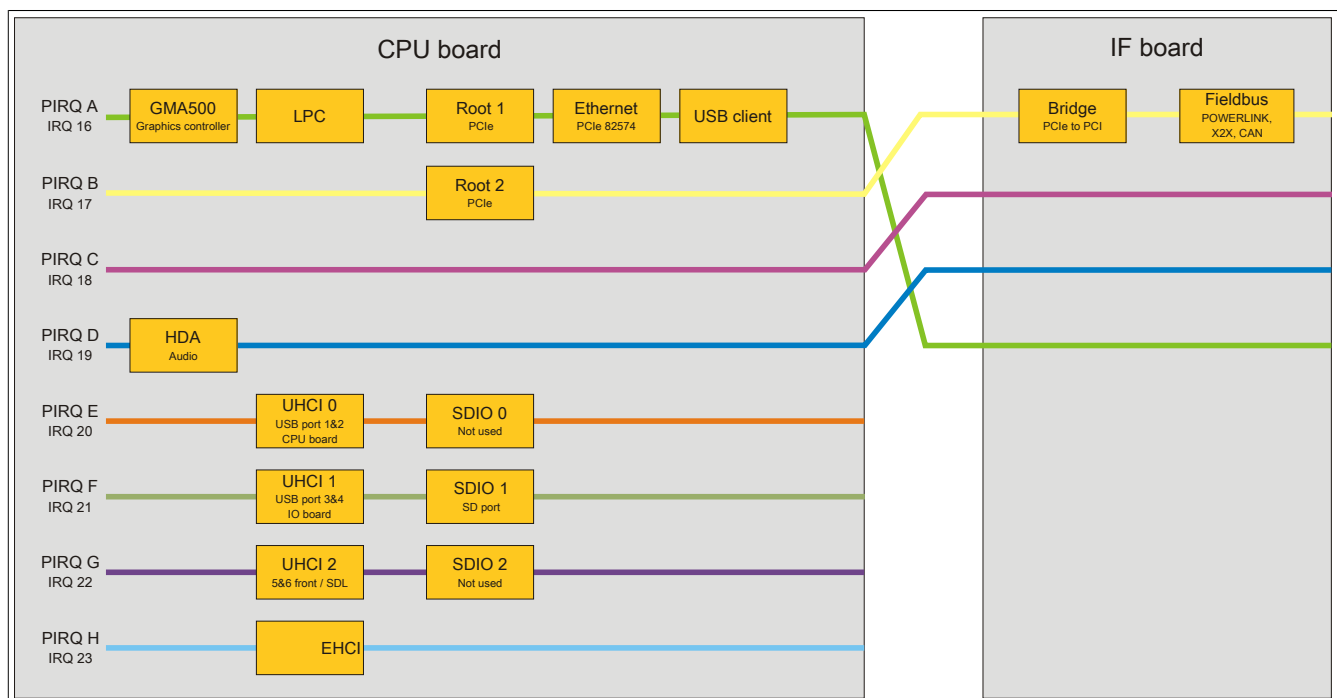 CPU board
IF board
PIRQ A
IRQ 16
GMA500
Graphics controller
LPC
Root 1
PCIe
Ethernet
PCIe 82574
USB client
Bridge
PCIe to PCI
Fieldbus
POWERLINK,
X2X, CAN
PIRQ B
IRQ 17
Root 2
PCIe
PIRQ C
IRQ 18
PIRQ D
IRQ 19
HDA
Audio
PIRQ E
IRQ 20
UHCI 0
USB port 1&2
CPU board
SDIO 0
Not used
PIRQ F
IRQ 21
UHCI 1
USB port 3&4
IO board
SDIO 1
SD port
PIRQ G
IRQ 22
UHCI 2
5&6 front / SDL
SDIO 2
Not used
PIRQ H
IRQ 23
EHCI